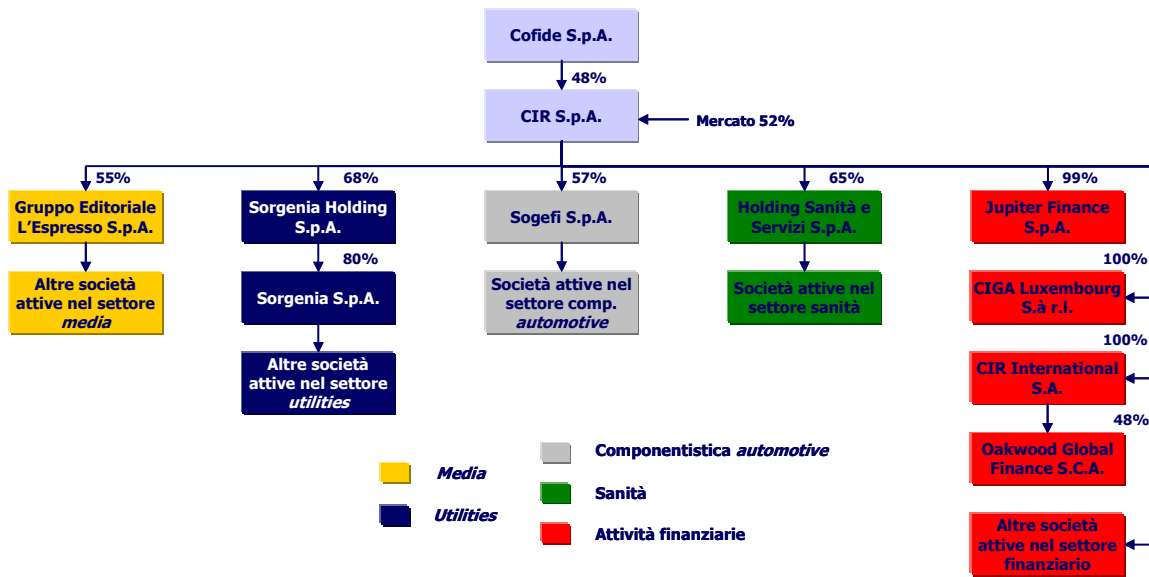 Cofide S.p.A.
48%
CIR S.p.A.
Mercato 52%
55%
68%
57%
65%
99%
Gruppo Editoriale
L'Espresso S.p.A.
Sorgenia Holding
S.p.A.
Sogefi S.p.A.
Holding Sanità e
Servizi S.p.A.
Jupiter Finance
S.p.A.
80%
100%
Altre società
attive nel settore
media
Sorgenia S.p.A.
Società attive nel
settore comp.
automotive
Società attive nel
settore sanità
CIGA Luxembourg
S.à r.l.
100%
Altre società
attive nel settore
utilities
CIR International
S.A.
48%
Oakwood Global
Finance S.C.A.
Altre società
attive nel settore
finanziario
Media
Utilities
Componentistica automotive
Sanità
Attività finanziarie